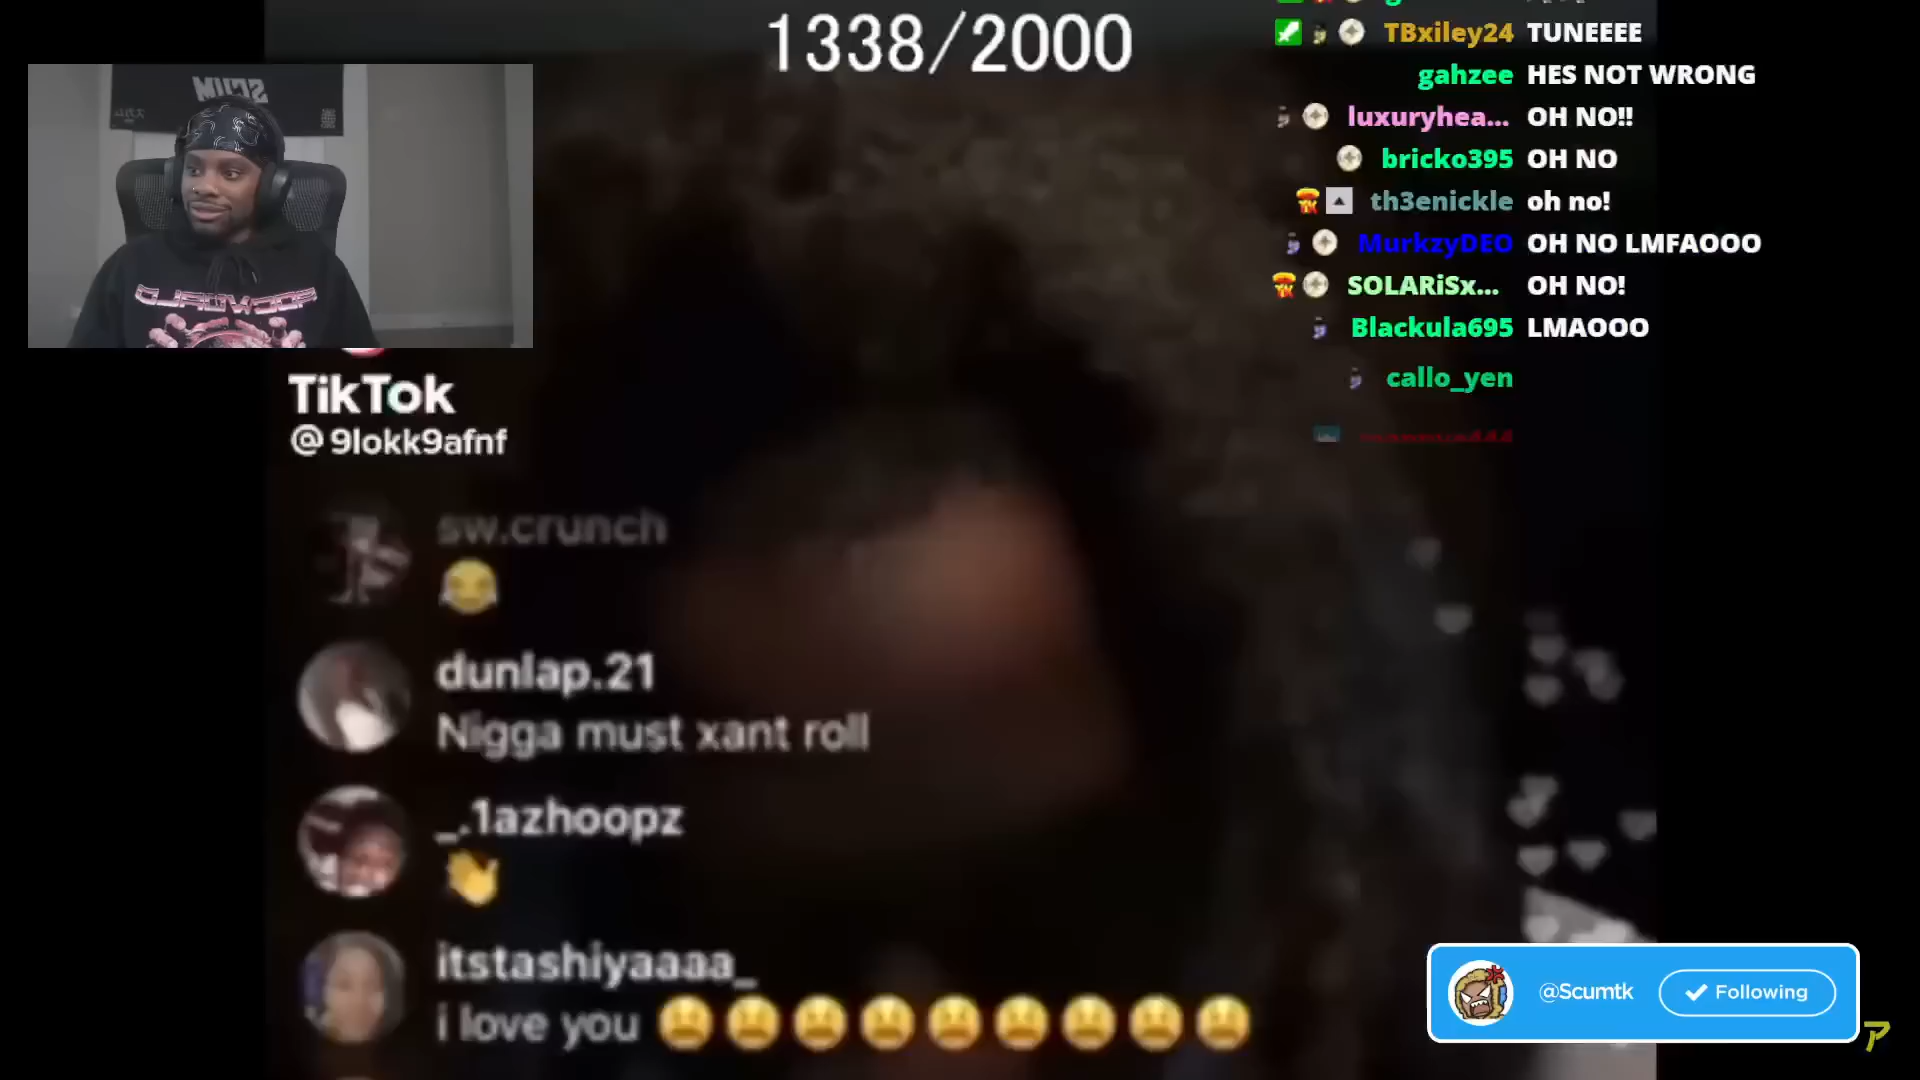 1338/2000
SCUM
TBxiley24 TUNEEEE
gahzee HES NOT WRONG
luxuryhea... OH NO!!
bricko395 OH NO
th3enickle oh no!
MurkzyDEO OH NO LMFAOOO
SOLARiSx... OH NO!
Blackula695 LMAOOO
callo_yen
TikTok
@9lokk9afnf
sw.crunch
😂
dunlap.21
Nigga must xant roll
_.1azhoopz
👋
itstashiyaaaa_
i love you 😫😫😫😫😫😫😫😫😫
@Scumtk Following
ア